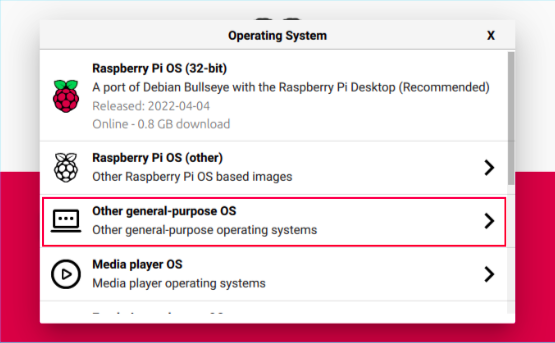 Operating System
X
Raspberry Pi OS (32-bit)
A port of Debian Bullseye with the Raspberry Pi Desktop (Recommended)
Released: 2022-04-04
Online - 0.8 GB download
Raspberry Pi OS (other)
Other Raspberry Pi OS based images
Other general-purpose OS
Other general-purpose operating systems
Media player OS
Media player operating systems